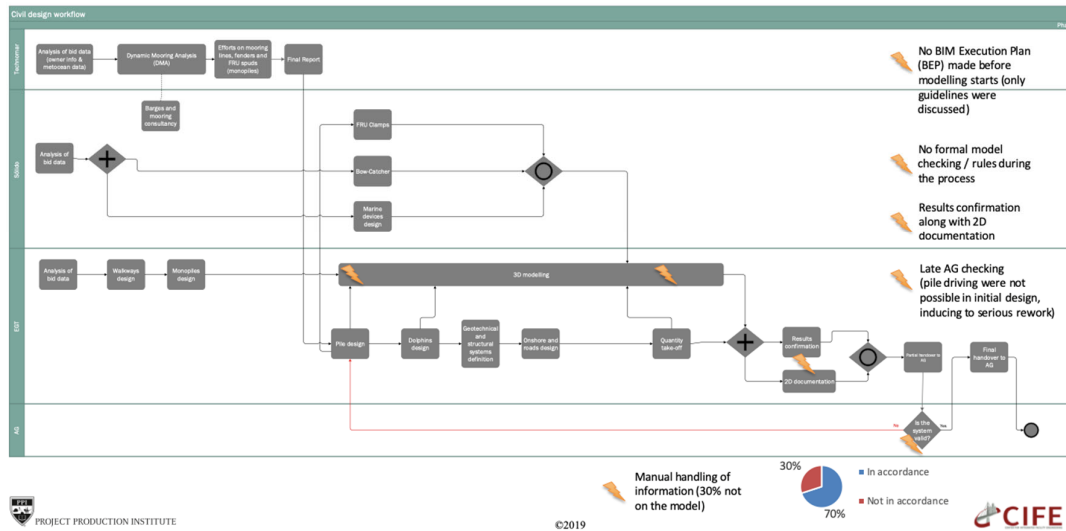 Civil design workflow
Technomar
Analysis of bid data
(owner info &
metocean data)
Dynamic Mooring Analysis
(DMA)
Efforts on mooring
lines, fenders and
FRU spuds
(monopiles)
Final Report
Barges and
mooring
consultancy
Analysis of
bid data
FRU Clamps
Bow-Catcher
Marine
devices
design
EGT
Analysis of
bid data
Walkways
design
Monopiles
design
3D modelling
Pile design
Dolphins
design
Geotechnical
and
structural
systems
definition
Onshore and
roads design
Quantity
take-off
Results
confirmation
2D documentation
Partial handover to
Final
handover to
AG
AG
Is the
system
valid?
No
Yes
No BIM Execution Plan
(BEP) made before
modelling starts (only
guidelines were
discussed)
No formal model
checking / rules during
the process
Results confirmation
along with 2D
documentation
Late AG checking
(pile driving were not
possible in initial design,
inducing to serious rework)
Manual handling of
information (30% not
on the model)
30%
70%
In accordance
Not in accordance
PPI
PROJECT PRODUCTION INSTITUTE
©2019
CIFE